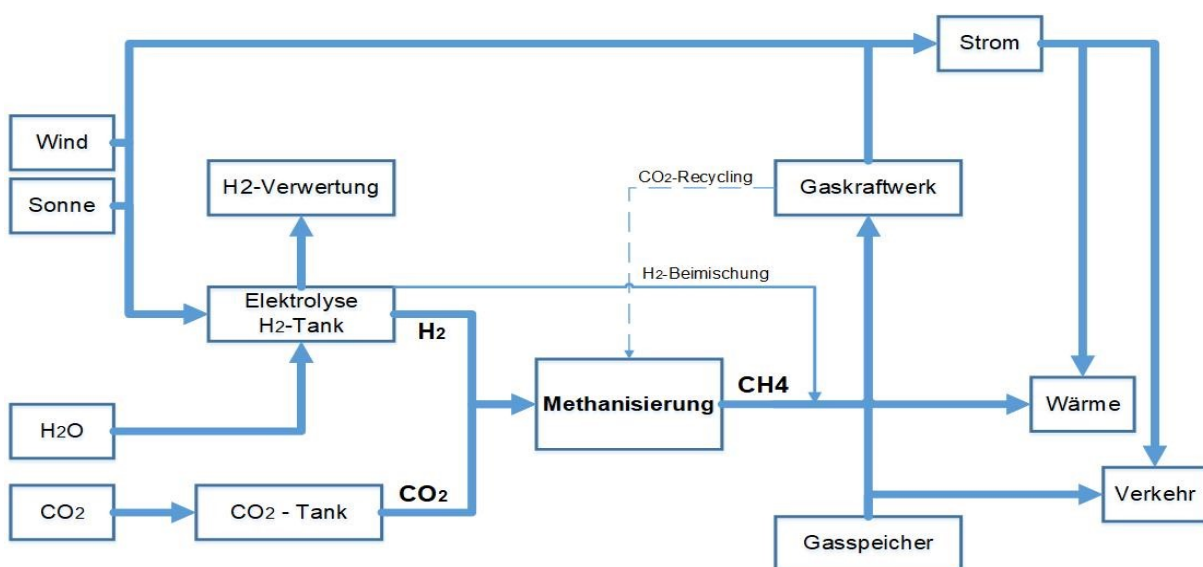 Strom
Wind
Sonne
H2-Verwertung
CO2-Recycling
Gaskraftwerk
H2-Beimischung
Elektrolyse
H2-Tank
H2
Methanisierung
CH4
Wärme
H2O
CO2
CO2 - Tank
CO2
Verkehr
Gasspeicher